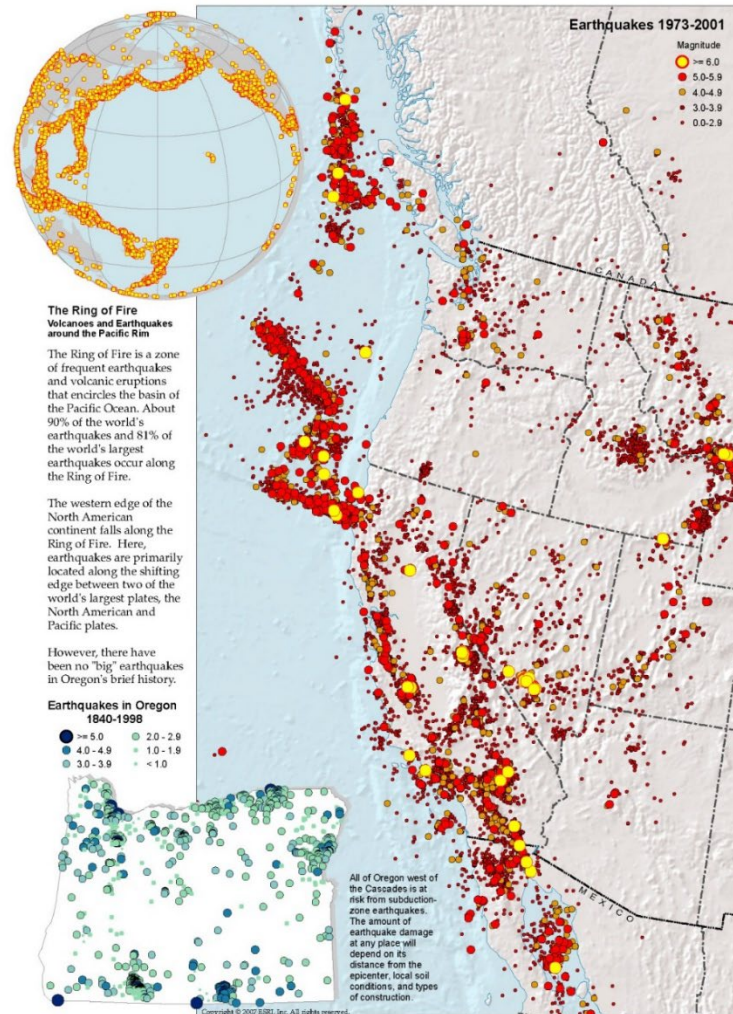 Earthquakes 1973-2001
Magnitude
>= 6.0
5.0-5.9
4.0-4.9
3.0-3.9
0.0-2.9
CANADA
MEXICO
The Ring of Fire
Volcanoes and Earthquakes
around the Pacific Rim
The Ring of Fire is a zone
of frequent earthquakes
and volcanic eruptions
that encircles the basin of
the Pacific Ocean. About
90% of the world's
earthquakes and 81% of
the world's largest
earthquakes occur along
the Ring of Fire.
The western edge of the
North American
continent falls along the
Ring of Fire. Here,
earthquakes are primarily
located along the shifting
edge between two of the
world's largest plates, the
North American and
Pacific plates.
However, there have
been no "big" earthquakes
in Oregon's brief history.
Earthquakes in Oregon
1840-1998
>= 5.0
4.0 - 4.9
3.0 - 3.9
2.0 - 2.9
1.0 - 1.9
< 1.0
All of Oregon west of
the Cascades is at
risk from subduction-
zone earthquakes.
The amount of
earthquake damage
at any place will
depend on its
distance from the
epicenter, local soil
conditions, and types
of construction.
Copyright © 2002 ESRI, Inc. All rights reserved.